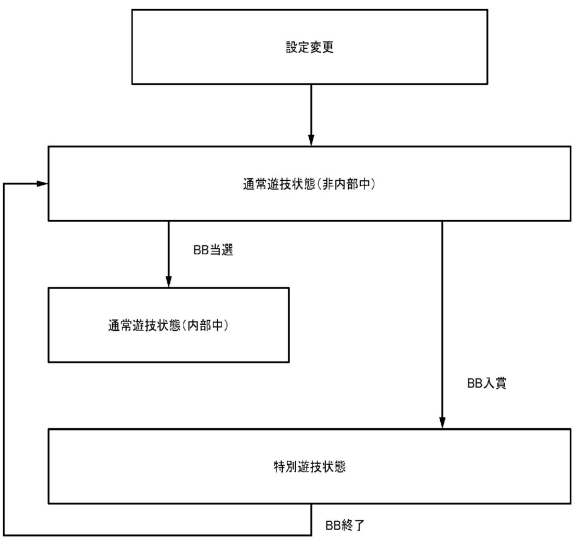 設定変更
通常遊技状態(非内部中)
BB当選
通常遊技状態(内部中)
BB入賞
特別遊技状態
BB終了